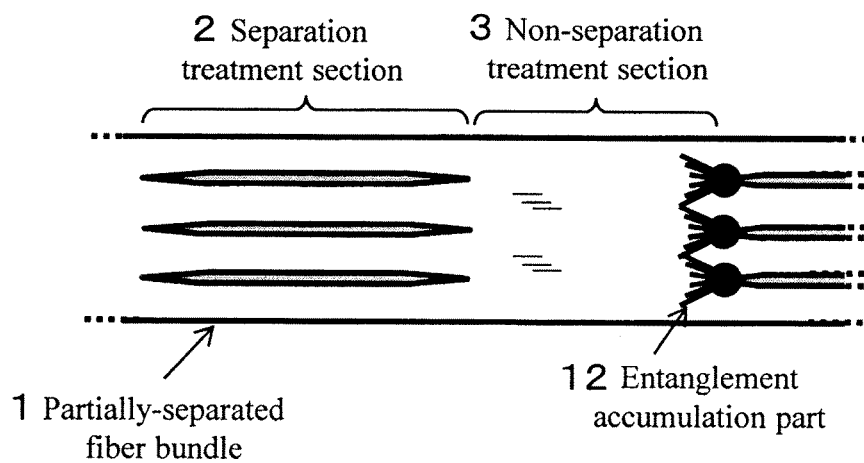 2 Separation
treatment section
3 Non-separation
treatment section
1 Partially-separated
fiber bundle
12 Entanglement
accumulation part